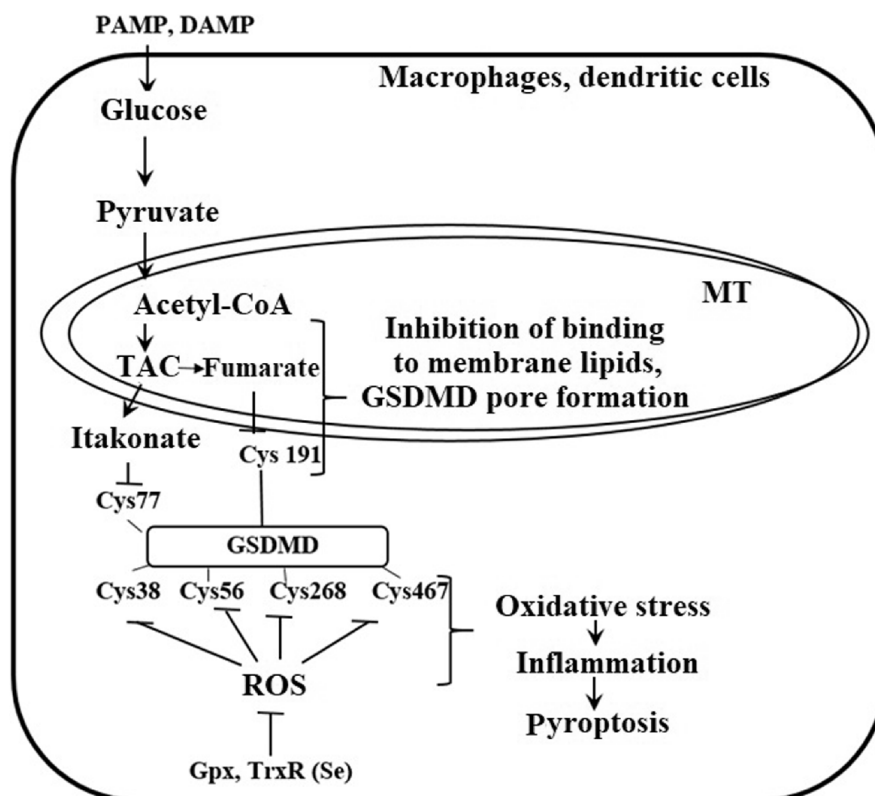 PAMP, DAMP
Macrophages, dendritic cells
Glucose
Pyruvate
MT
Acetyl-CoA
Inhibition of binding
to membrane lipids,
GSDMD pore formation
TAC
Fumarate
Itakonate
Cys 191
Cys77
GSDMD
Cys38
Cys56
Cys268
Cys467
Oxidative stress
Inflammation
Pyroptosis
ROS
Gpx, TrxR (Se)